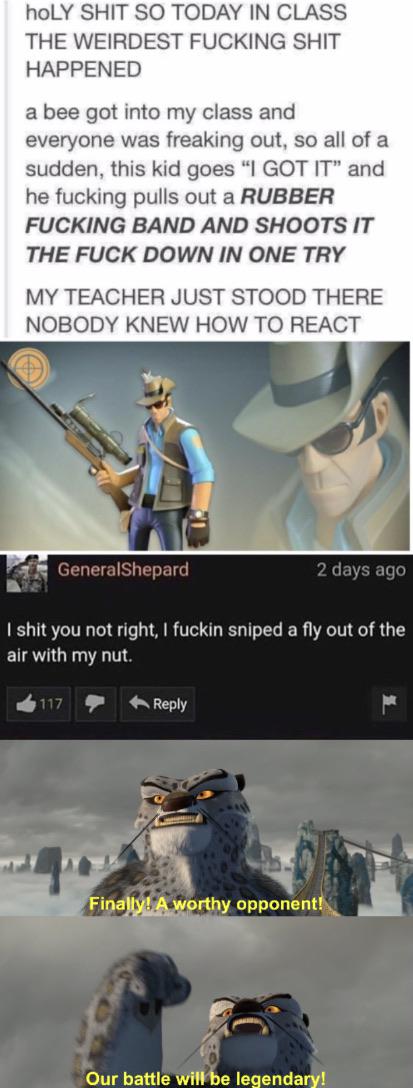 hoLY SHIT SO TODAY IN CLASS
THE WEIRDEST FUCKING SHIT
HAPPENED
a bee got into my class and
everyone was freaking out, so all of a
sudden, this kid goes “I GOT IT” and
he fucking pulls out a RUBBER
FUCKING BAND AND SHOOTS IT
THE FUCK DOWN IN ONE TRY
MY TEACHER JUST STOOD THERE
NOBODY KNEW HOW TO REACT
GeneralShepard 2 days ago
I shit you not right, I fuckin sniped a fly out of the
air with my nut.
117 Reply
Finally! A worthy opponent!
Our battle will be legendary!